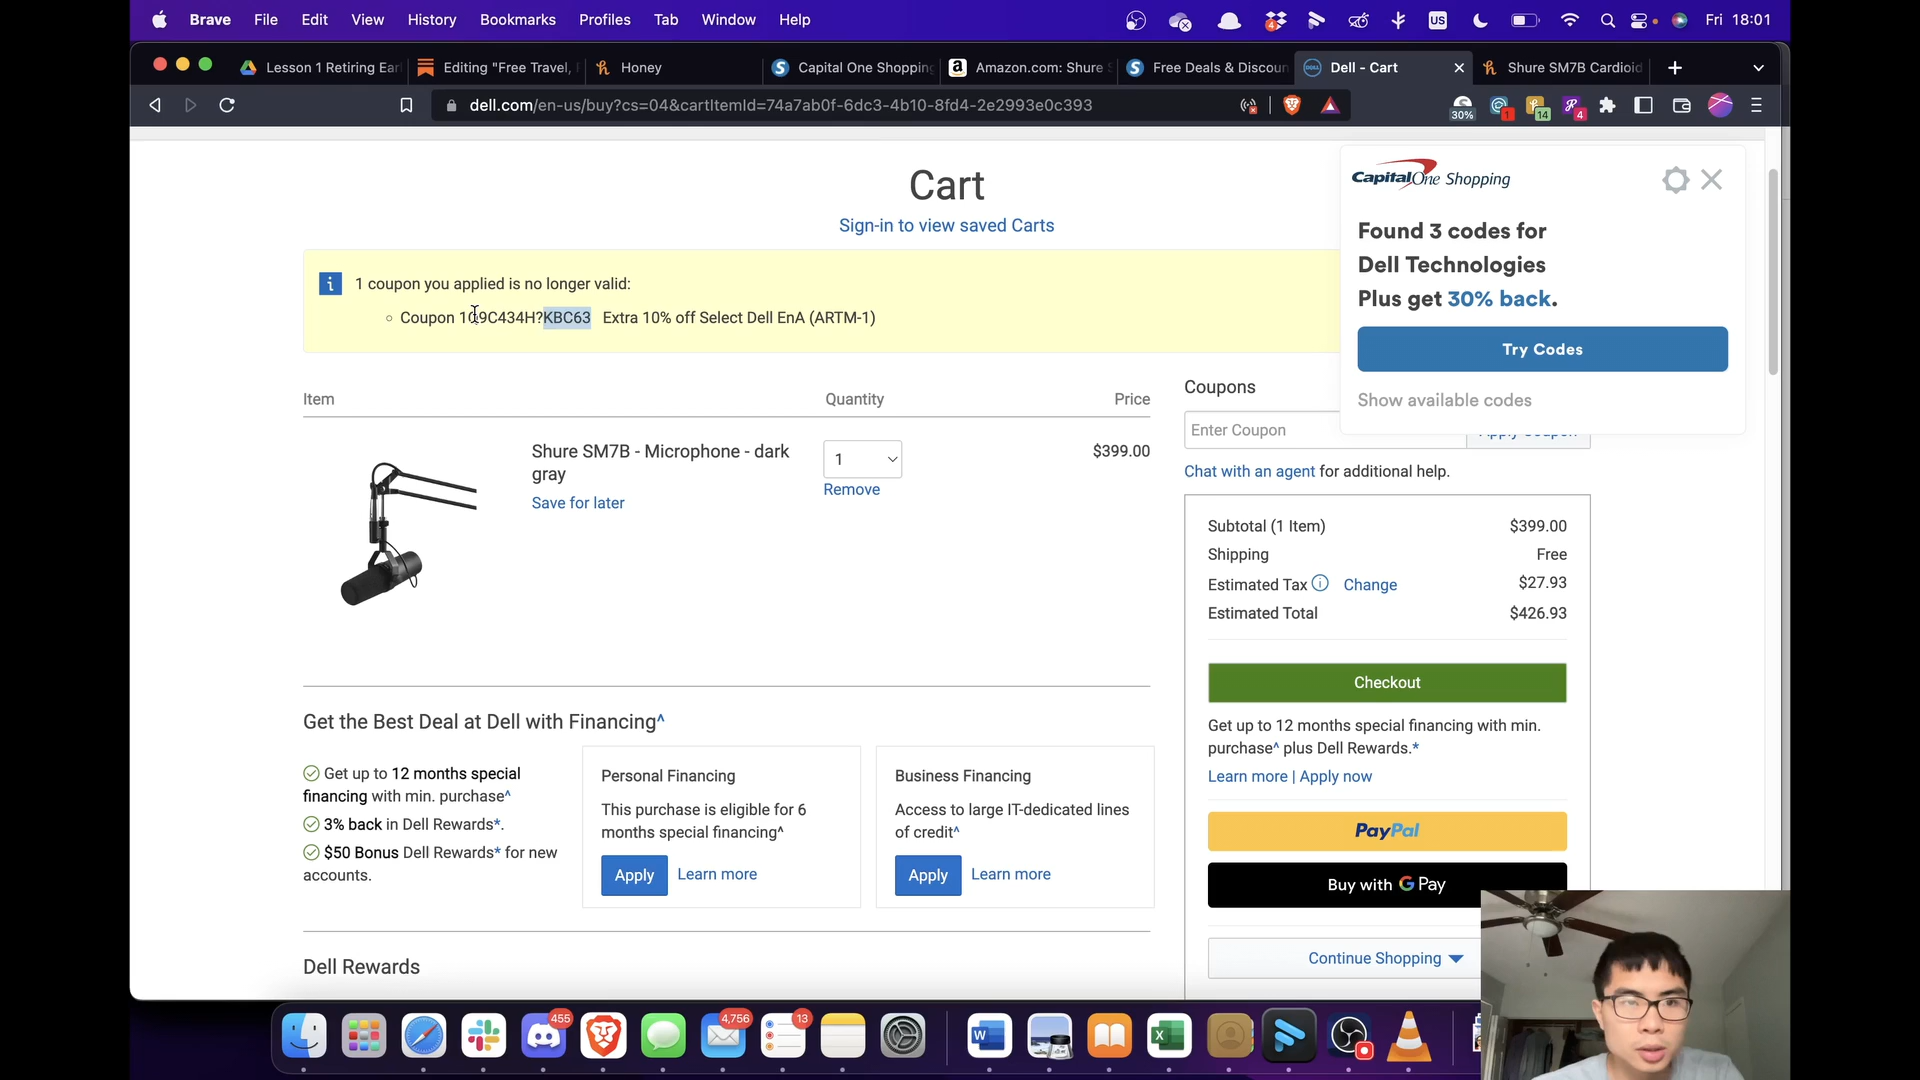 Brave File Edit View History Bookmarks Profiles Tab Window Help
US
Fri 18:01
Lesson 1 Retiring Ear
Editing "Free Travel,
Honey
Capital One Shopping
Amazon.com: Shure S
Free Deals & Discoun
Dell - Cart
Shure SM7B Cardioid
dell.com/en-us/buy?cs=04&cartItemId=74a7ab0f-6dc3-4b10-8fd4-2e2993e0c393
30%
1
14
4
Cart
Sign-in to view saved Carts
1 coupon you applied is no longer valid:
Coupon 109C434H?KBC63 Extra 10% off Select Dell EnA (ARTM-1)
Capital One Shopping
Found 3 codes for
Dell Technologies
Plus get 30% back.
Try Codes
Show available codes
Item
Quantity
Price
Shure SM7B - Microphone - dark
gray
Save for later
1
Remove
$399.00
Coupons
Enter Coupon
Apply Coupon
Chat with an agent for additional help.
Subtotal (1 Item) $399.00
Shipping Free
Estimated Tax Change $27.93
Estimated Total $426.93
Checkout
Get up to 12 months special financing with min.
purchase^ plus Dell Rewards.*
Learn more | Apply now
PayPal
Buy with G Pay
Continue Shopping
Get the Best Deal at Dell with Financing^
Get up to 12 months special
financing with min. purchase^
3% back in Dell Rewards*.
$50 Bonus Dell Rewards* for new
accounts.
Personal Financing
This purchase is eligible for 6
months special financing^
Apply Learn more
Business Financing
Access to large IT-dedicated lines
of credit^
Apply Learn more
Dell Rewards
455
4,756
13